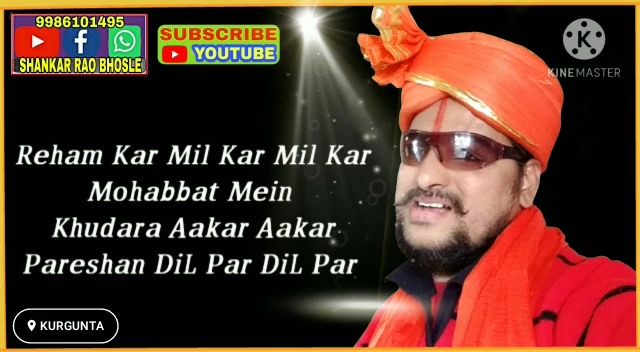 9986101495
SHANKAR RAO BHOSLE
SUBSCRIBE
YOUTUBE
KINEMASTER
Reham Kar Mil Kar Mil Kar
Mohabbat Mein
Khudara Aakar Aakar
Pareshan DiL Par DiL Par
KURGUNTA